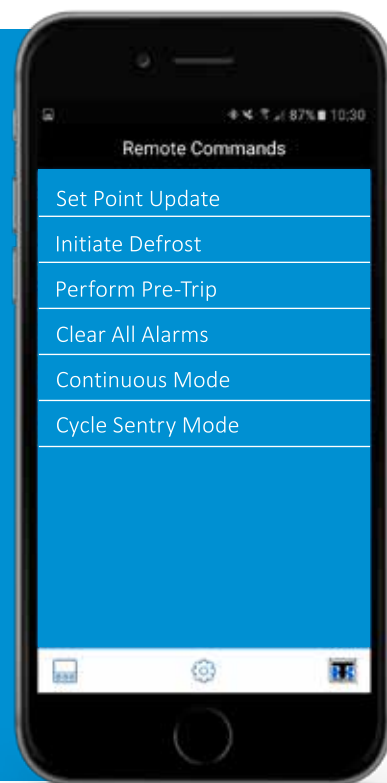 87% 10:30
Remote Commands
Set Point Update
Initiate Defrost
Perform Pre-Trip
Clear All Alarms
Continuous Mode
Cycle Sentry Mode